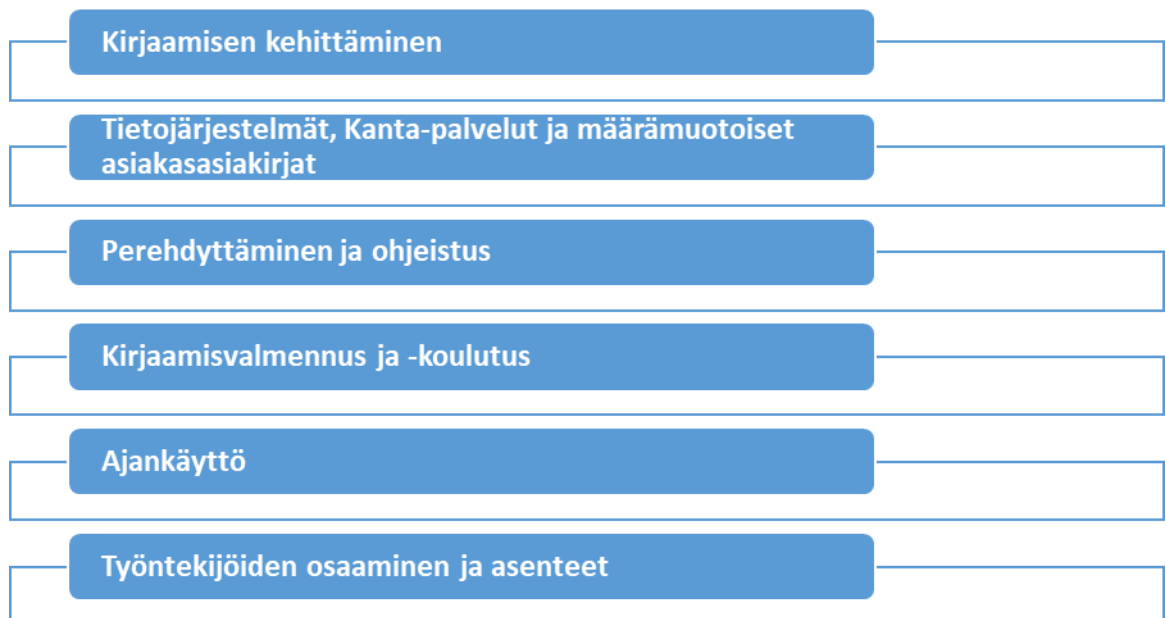 Kirjaamisen kehittäminen
Tietojärjestelmät, Kanta-palvelut ja määrämuotoiset
asiakasasiakirjat
Perehdyttäminen ja ohjeistus
Kirjaamisvalmennus ja -koulutus
Ajankäyttö
Työntekijöiden osaaminen ja asenteet